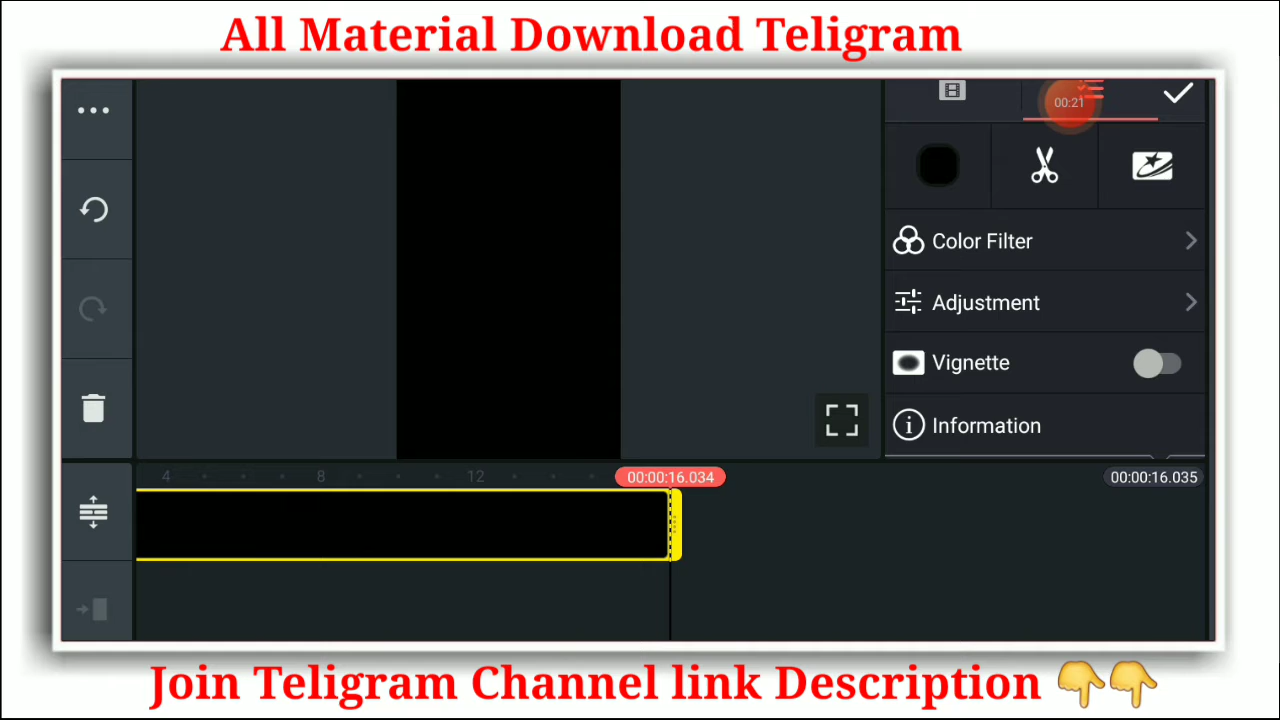 All Material Download Teligram
00:21
Color Filter
Adjustment
Vignette
Information
4 8 12 00:00:16.034 00:00:16.035
Join Teligram Channel link Description 👇👇